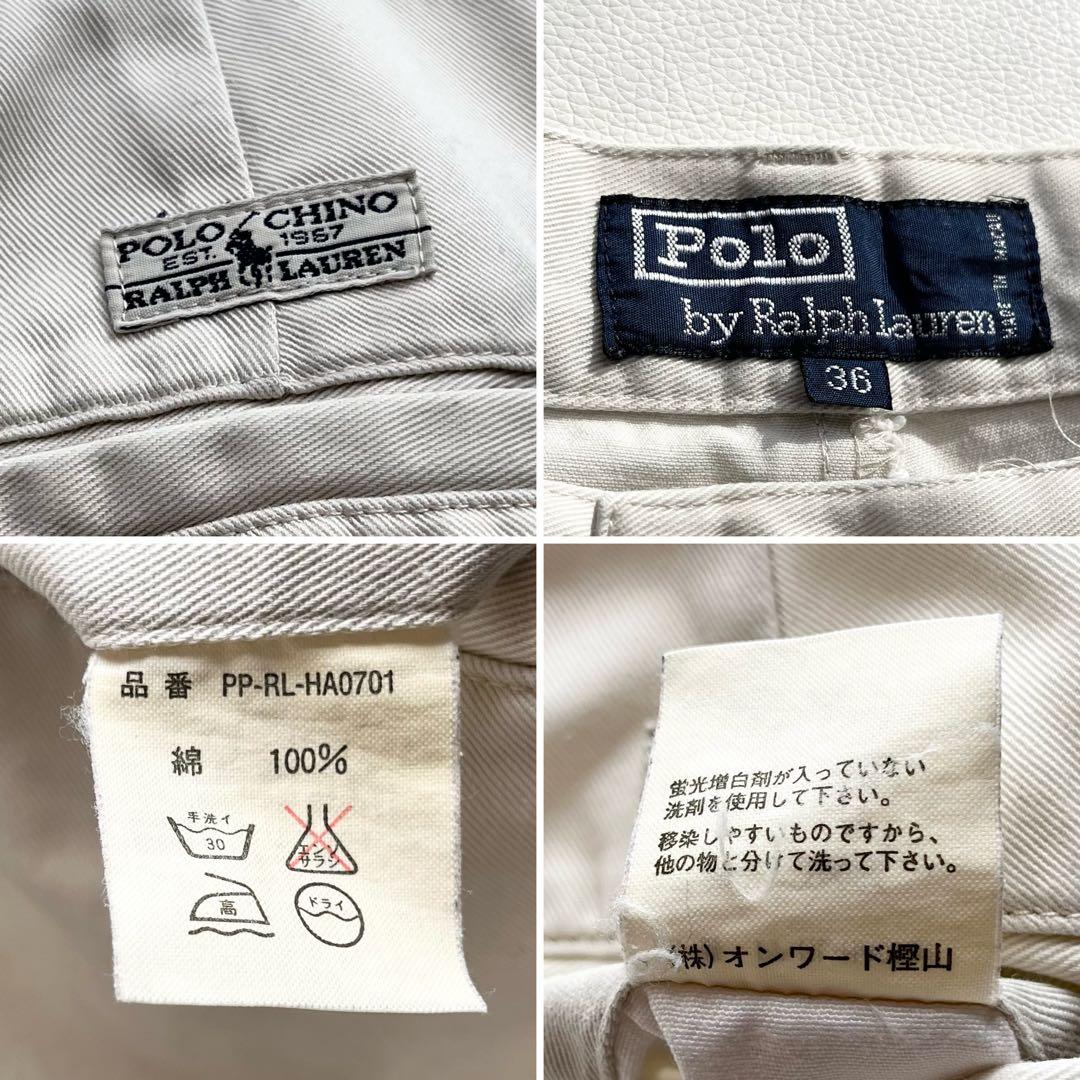 POLO CHINO
EST. 1967
RALPH LAUREN
Polo
by Ralph Lauren
MADE IN MACAU
36
品番 PP-RL-HA0701
綿 100%
手洗イ
30
エンソ
サラシ
高
ドライ
蛍光増白剤が入っていない
洗剤を使用して下さい。
移染しやすいものですから、
他の物と分けて洗って下さい。
(株)オンワード樫山